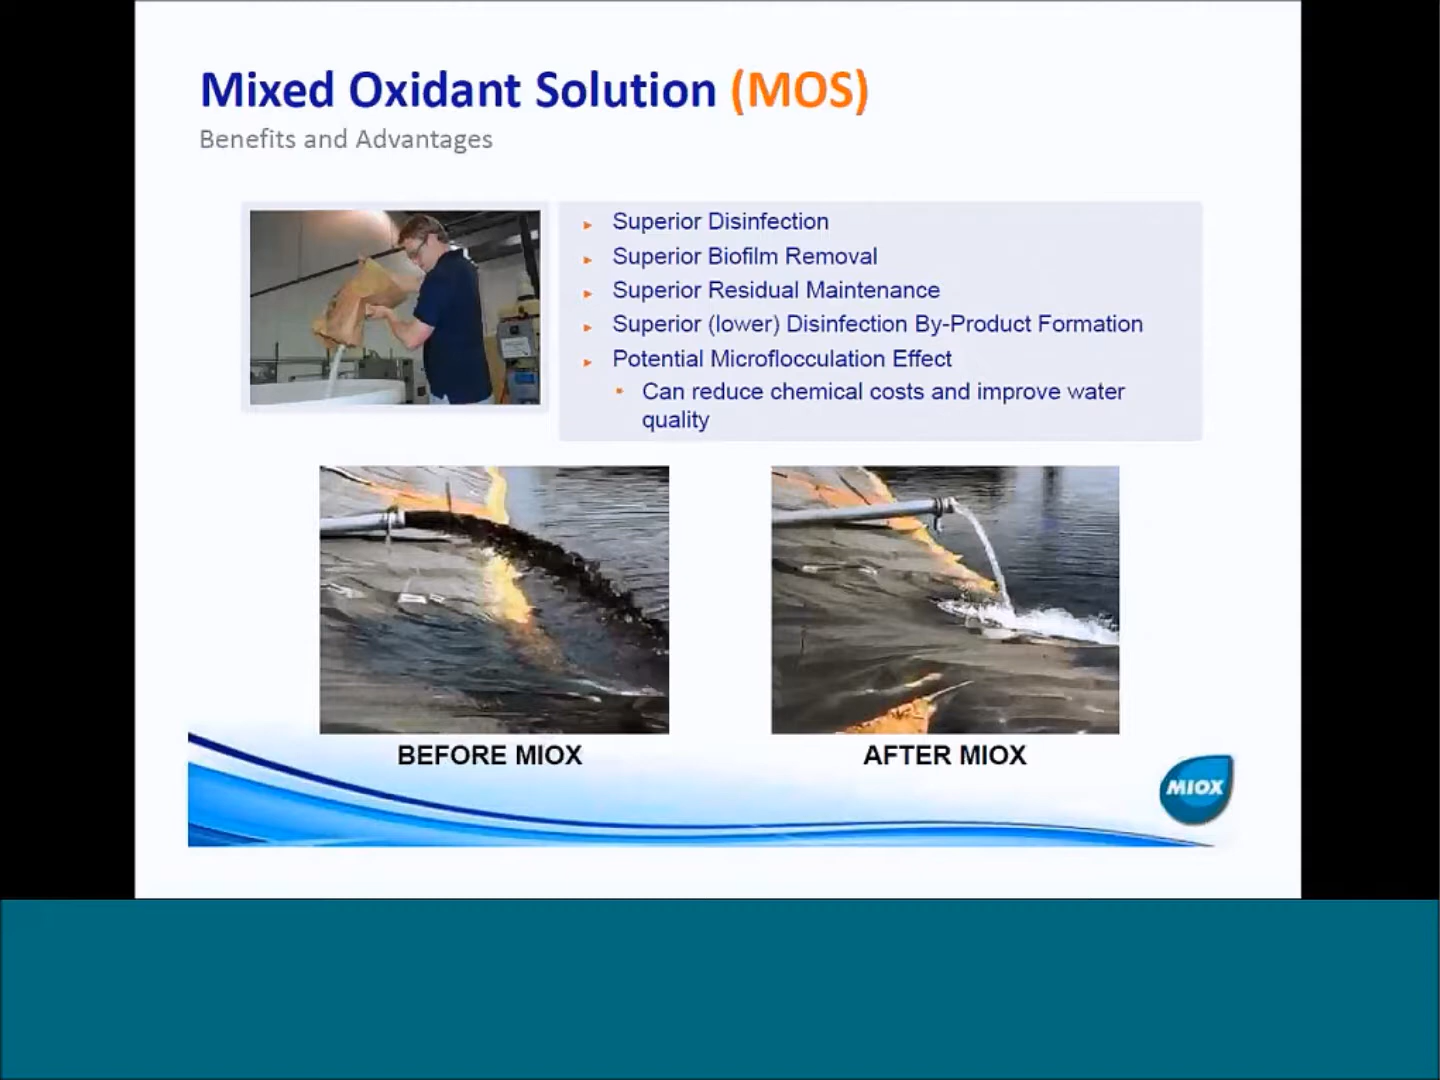 Mixed Oxidant Solution (MOS)
Benefits and Advantages
Superior Disinfection
Superior Biofilm Removal
Superior Residual Maintenance
Superior (lower) Disinfection By-Product Formation
Potential Microflocculation Effect
Can reduce chemical costs and improve water
quality
BEFORE MIOX
AFTER MIOX
MIOX